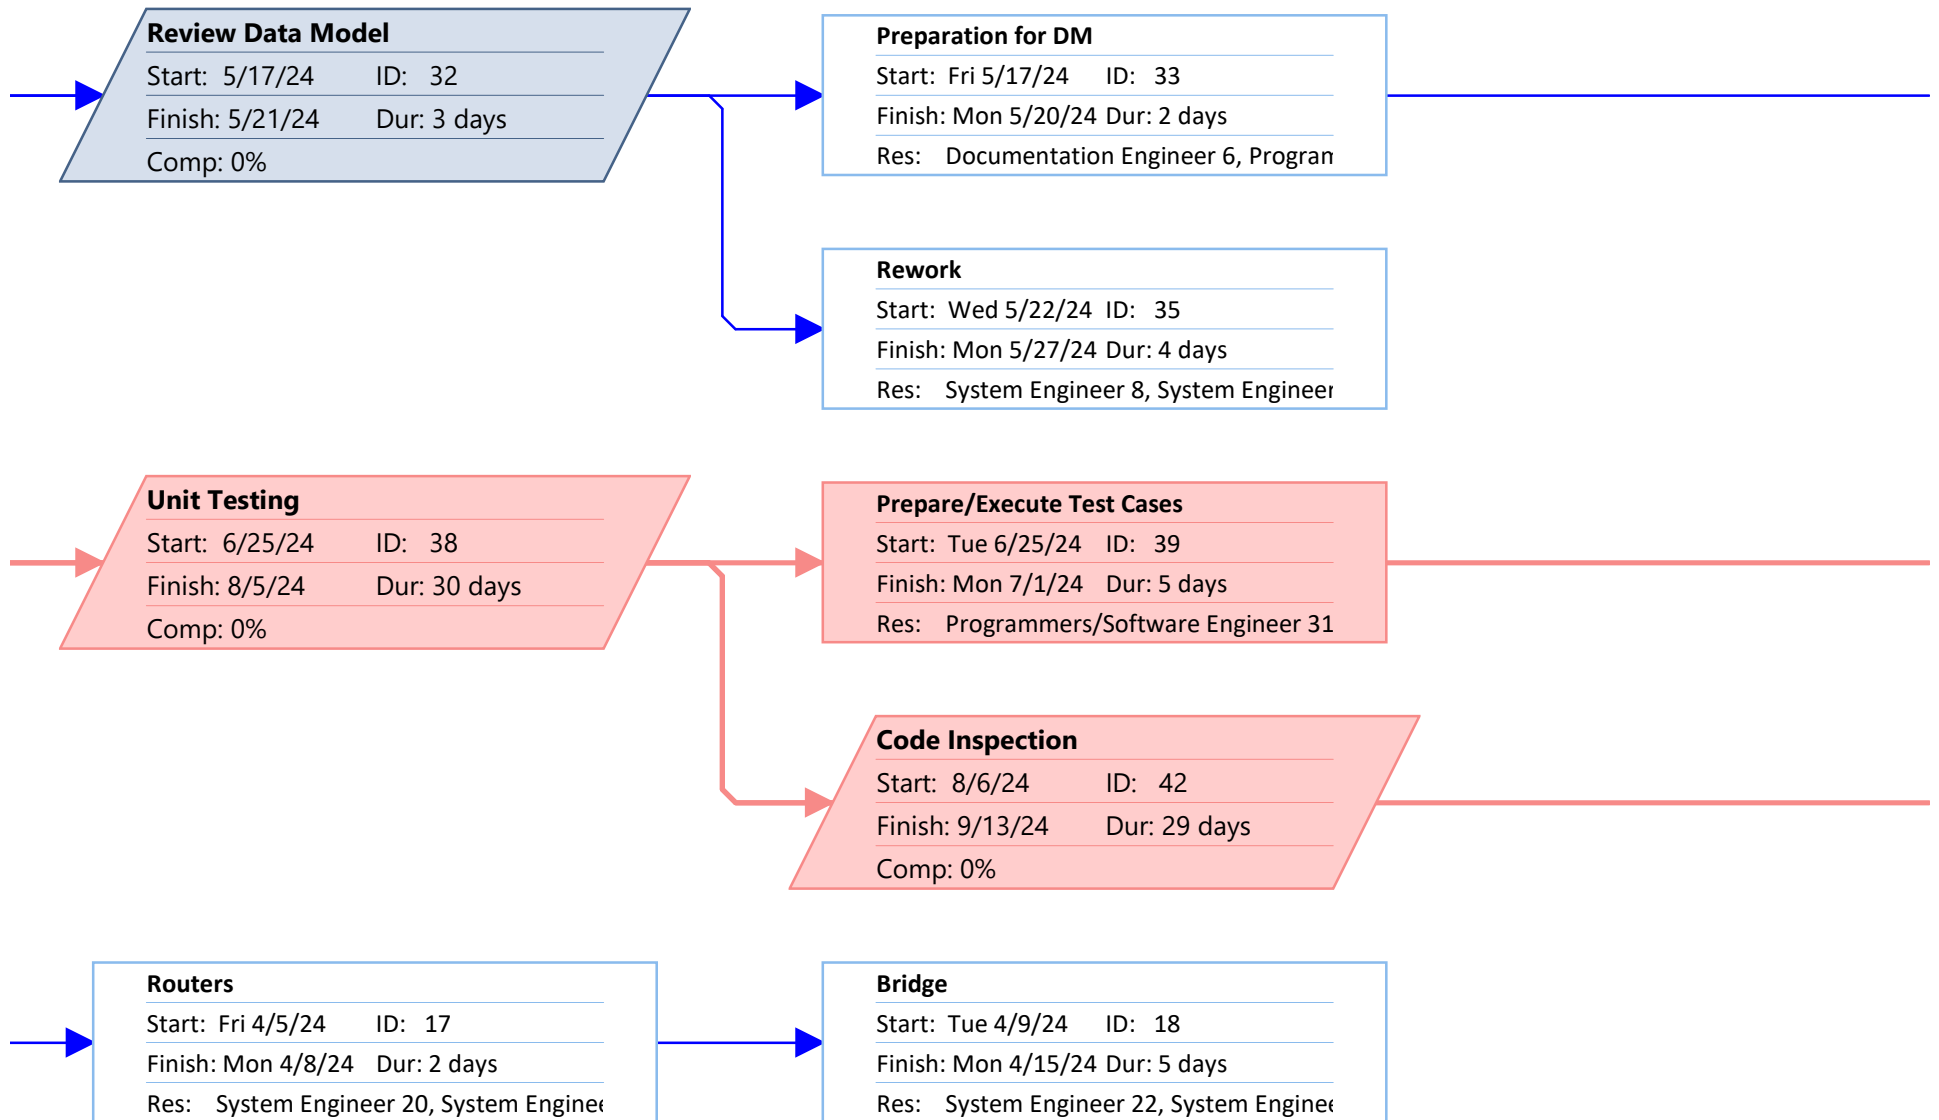 Review Data Model
Start: 5/17/24 ID: 32
Finish: 5/21/24 Dur: 3 days
Comp: 0%
Preparation for DM
Start: Fri 5/17/24 ID: 33
Finish: Mon 5/20/24 Dur: 2 days
Res: Documentation Engineer 6,
Rework
Start: Wed 5/22/24 ID: 35
Finish: Mon 5/27/24 Dur: 4 days
Res: System Engineer 8, System Engineer
Unit Testing
Start: 6/25/24 ID: 38
Finish: 8/5/24 Dur: 30 days
Comp: 0%
Prepare/Execute Test Cases
Start: Tue 6/25/24 ID: 39
Finish: Mon 7/1/24 Dur: 5 days
Res: Programmers/Software Engineer 31
Code Inspection
Start: 8/6/24 ID: 42
Finish: 9/13/24 Dur: 29 days
Comp: 0%
Routers
Start: Fri 4/5/24 ID: 17
Finish: Mon 4/8/24 Dur: 2 days
Res: System Engineer 20, System
Bridge
Start: Tue 4/9/24 ID: 18
Finish: Mon 4/15/24 Dur: 5 days
Res: System Engineer 22, System